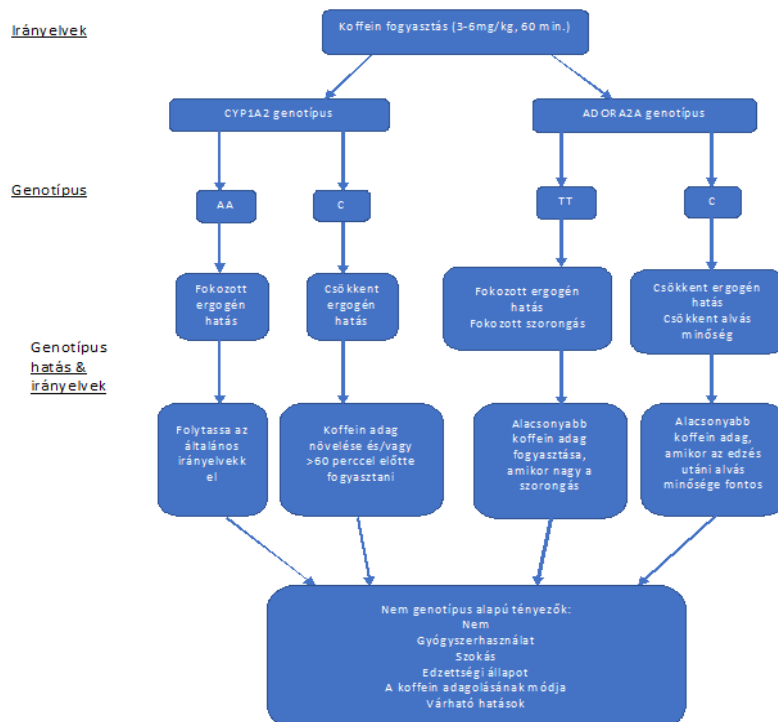 Irányelvek
Koffein fogyasztás (3-6mg/kg, 60 min.)
CYP1A2 genotípus
ADORA2A genotípus
Genotípus
AA
C
TT
C
Fokozott
ergogén
hatás
Csökkent
ergogén
hatás
Fokozott ergogén
hatás
Fokozott szorongás
Csökkent ergogén
hatás
Csökkent alvás
minőség
Genotípus
hatás &
irányelvek
Folytassa az
általános
irányelvekk
el
Koffein adag
növelése és/vagy
>60 perccel előtte
fogyasztani
Alacsonyabb
koffein adag
fogyasztása,
amikor nagy a
szorongás
Alacsonyabb
koffein adag,
amikor az edzés
utáni alvás
minősége fontos
Nem genotípus alapú tényezők:
Nem
Gyógyszerhasználat
Szokás
Edzettségi állapot
A koffein adagolásának módja
Várható hatások